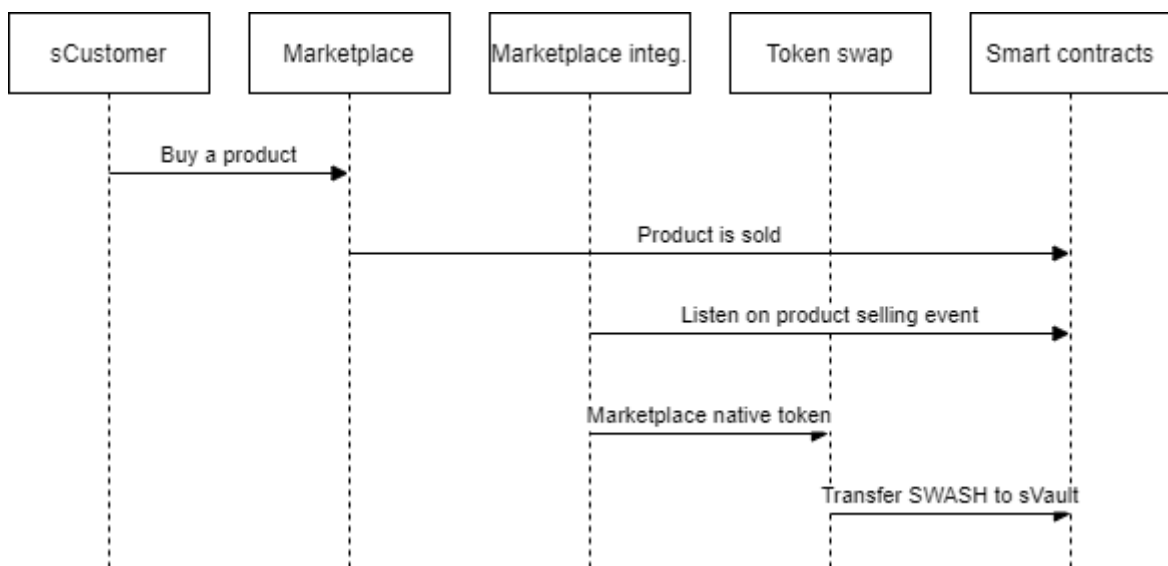 sCustomer
Marketplace
Marketplace integ.
Token swap
Smart contracts
Buy a product
Product is sold
Listen on product selling event
Marketplace native token
Transfer SWASH to sVault